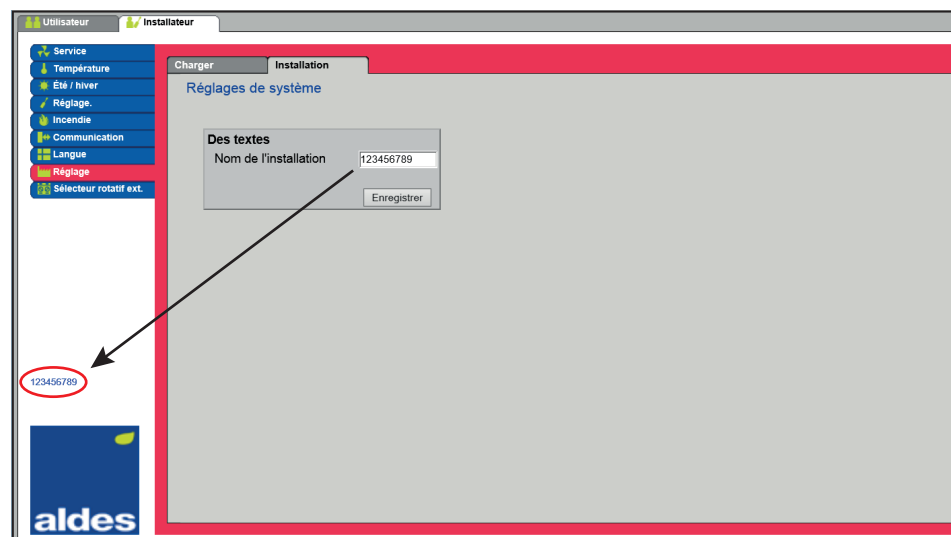 Utilisateur
Installateur
Service
Température
Été / hiver
Réglage.
Incendie
Communication
Langue
Réglage
Sélecteur rotatif ext.
Charger
Installation
Réglages de système
Des textes
Nom de l'installation
123456789
Enregistrer
123456789
aldes